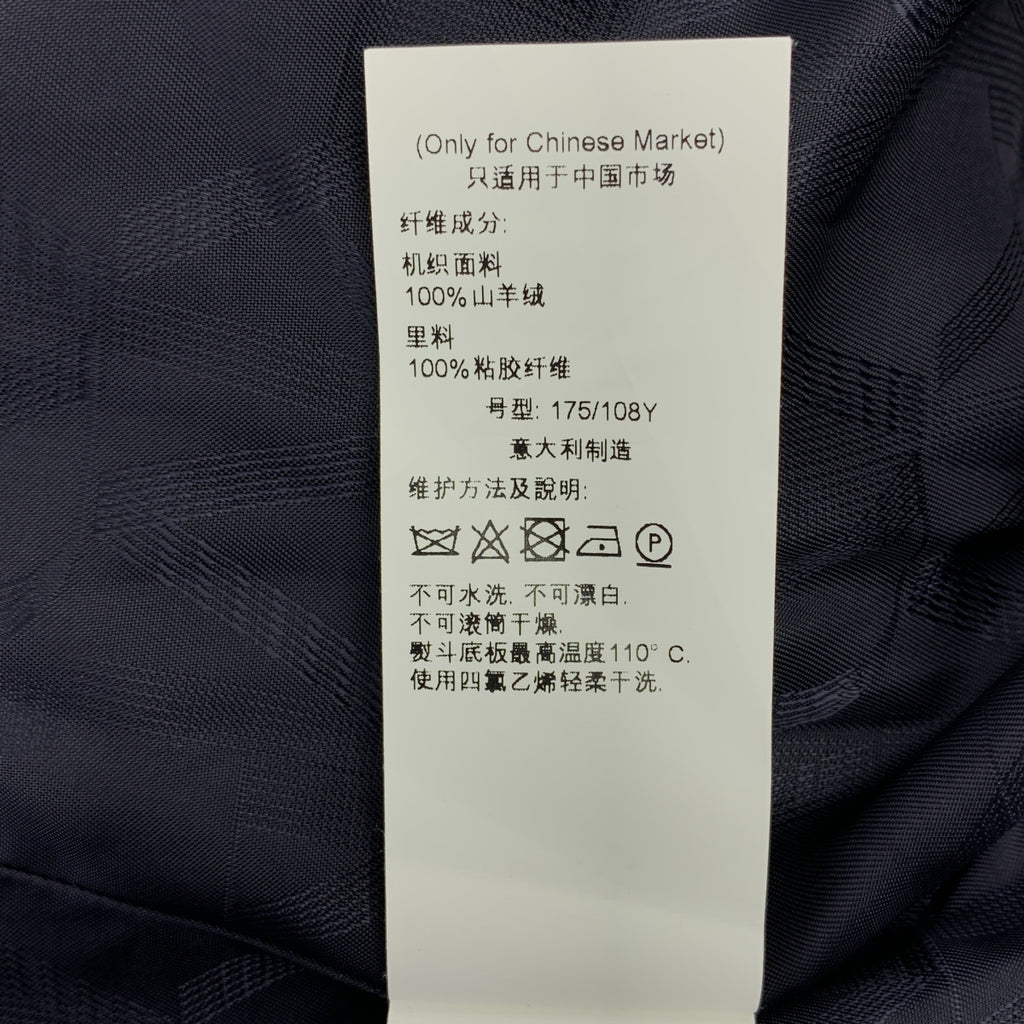 (Only for Chinese Market)
只适用于中国市场
纤维成分:
机织面料
100%山羊绒
里料
100%粘胶纤维
号型: 175/108Y
意大利制造
维护方法及說明:
P
不可水洗. 不可漂白.
不可滚筒干燥.
熨斗底板最高温度110° C.
使用四氯乙烯轻柔干洗.